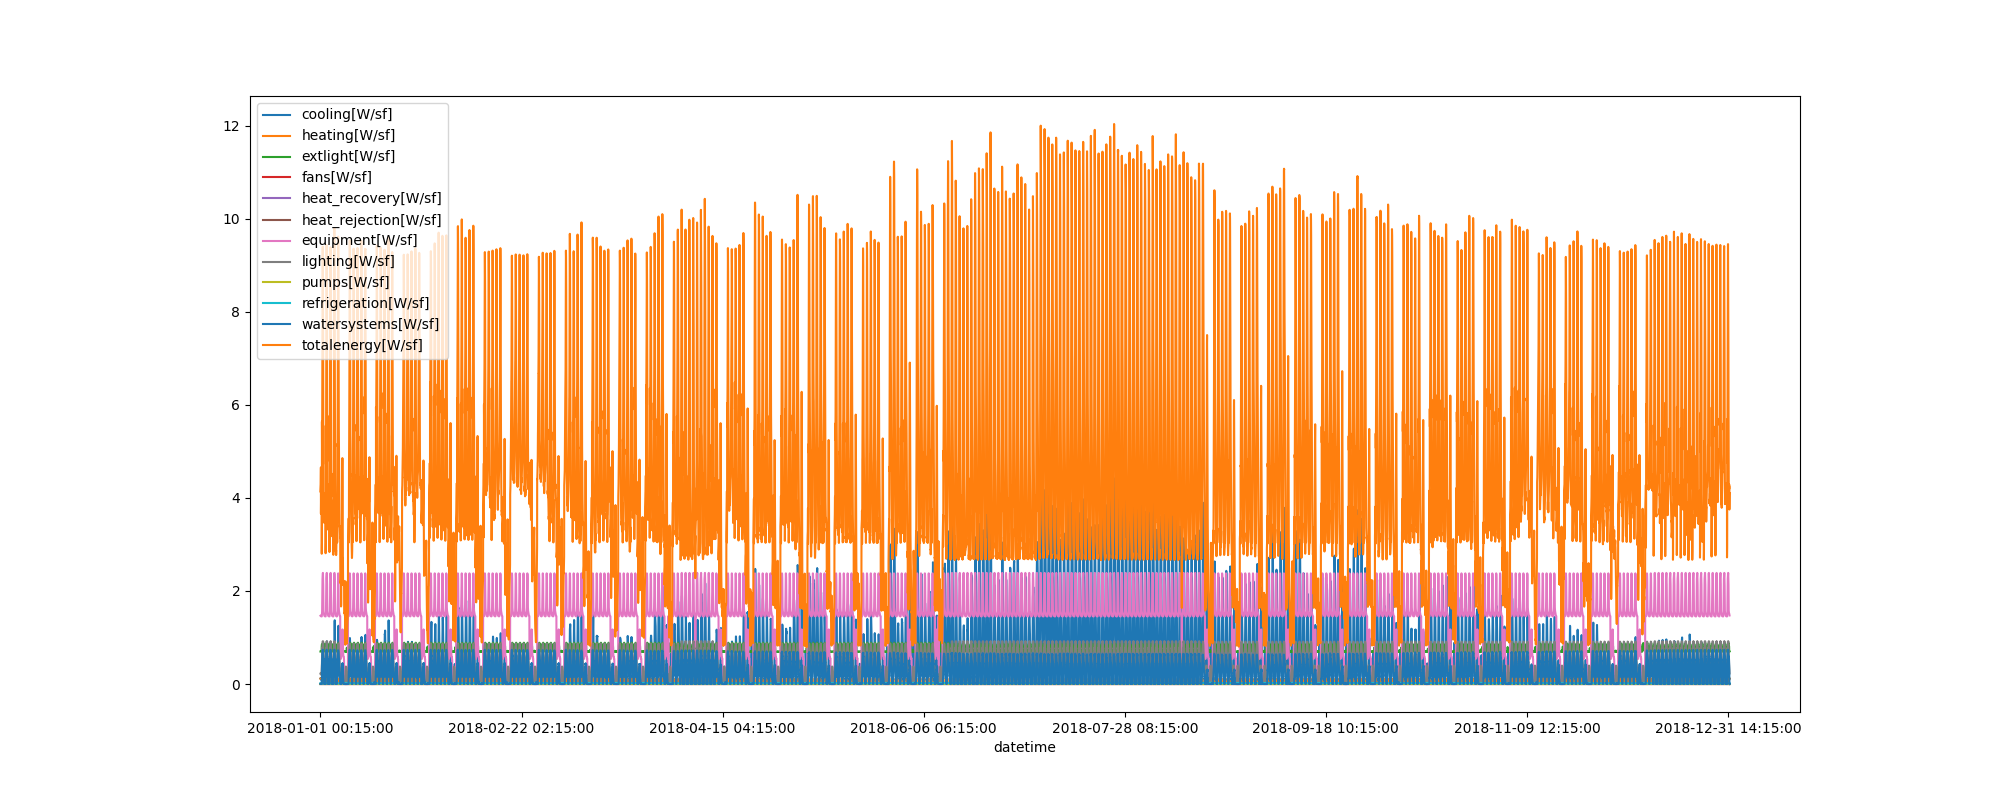 12
10
8
6
4
2
0
cooling[W/sf]
heating[W/sf]
extlight[W/sf]
fans[W/sf]
heat_recovery[W/sf]
heat_rejection[W/sf]
equipment[W/sf]
lighting[W/sf]
pumps[W/sf]
refrigeration[W/sf]
watersystems[W/sf]
totalenergy[W/sf]
2018-01-01 00:15:00 2018-02-22 02:15:00 2018-04-15 04:15:00 2018-06-06 06:15:00 2018-07-28 08:15:00 2018-09-18 10:15:00 2018-11-09 12:15:00 2018-12-31 14:15:00
datetime